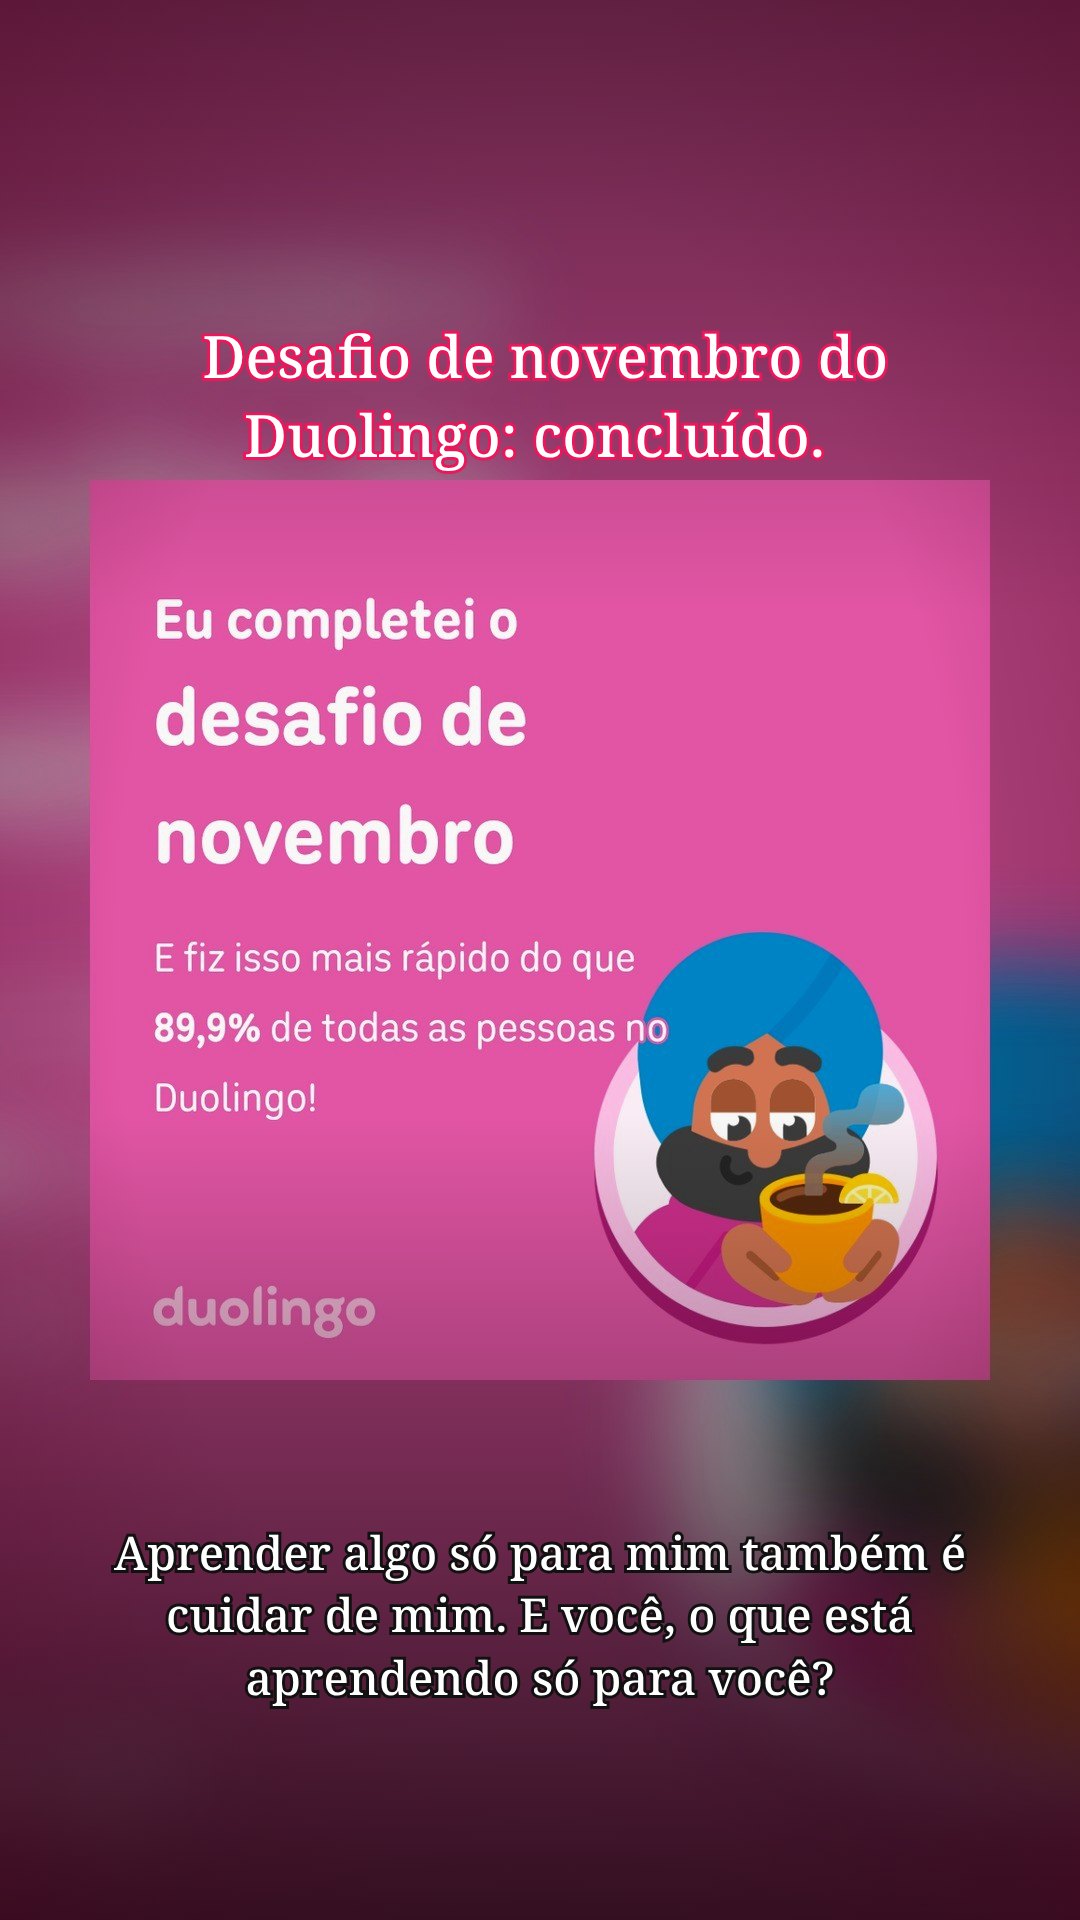 Desafio de novembro do
Duolingo: concluído.
Eu completei o
desafio de
novembro
E fiz isso mais rápido do que
89,9% de todas as pessoas no
Duolingo!
duolingo
Aprender algo só para mim também é
cuidar de mim. E você, o que está
aprendendo só para você?